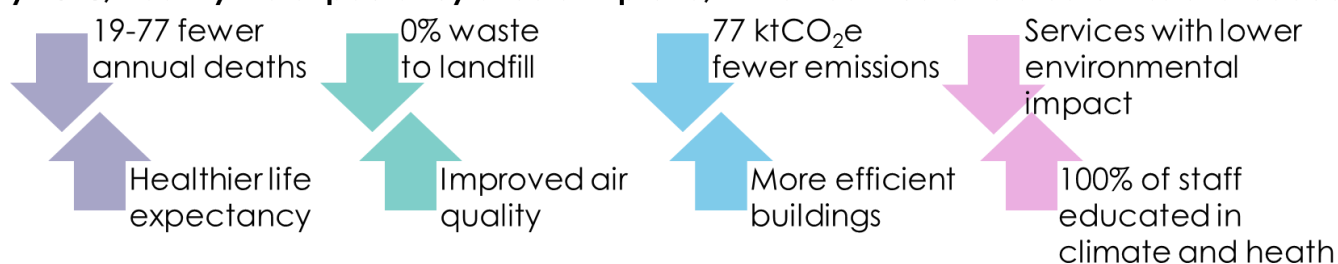 19-77 fewer
annual deaths
Healthier life
expectancy
0% waste
to landfill
Improved air
quality
77 ktCO₂e
fewer emissions
More efficient
buildings
Services with lower
environmental
impact
100% of staff
educated in
climate and heath